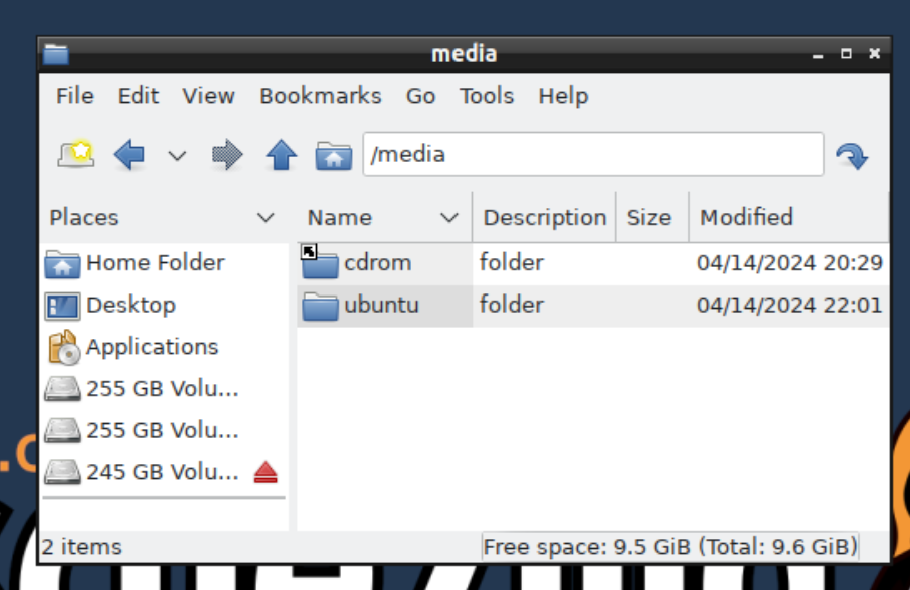 media
File Edit View Bookmarks Go Tools Help
/media
Places Name Description Size Modified
Home Folder cdrom folder 04/14/2024 20:29
Desktop ubuntu folder 04/14/2024 22:01
Applications
255 GB Volu...
255 GB Volu...
245 GB Volu...
2 items Free space: 9.5 GiB (Total: 9.6 GiB)